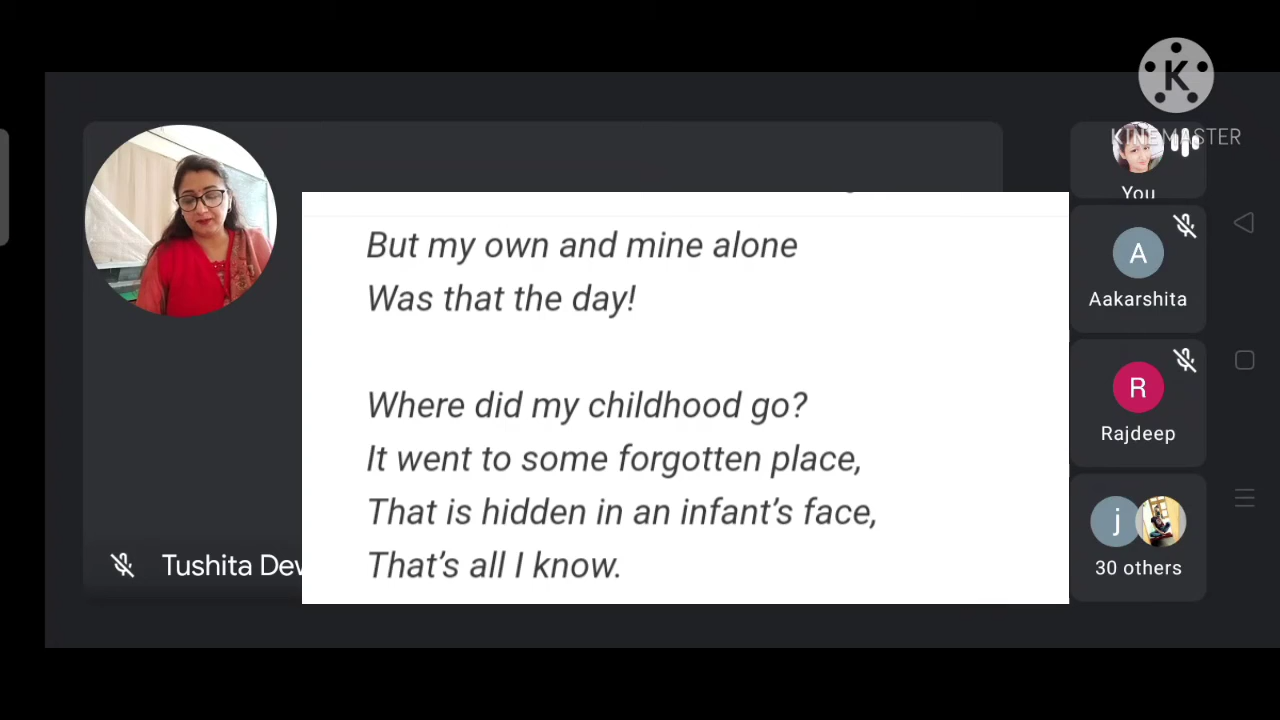 KINEMASTER
You
But my own and mine alone
Was that the day!
Where did my childhood go?
It went to some forgotten place,
That is hidden in an infant's face,
That's all I know.
Tushita
A
Aakarshita
R
Rajdeep
j
30 others